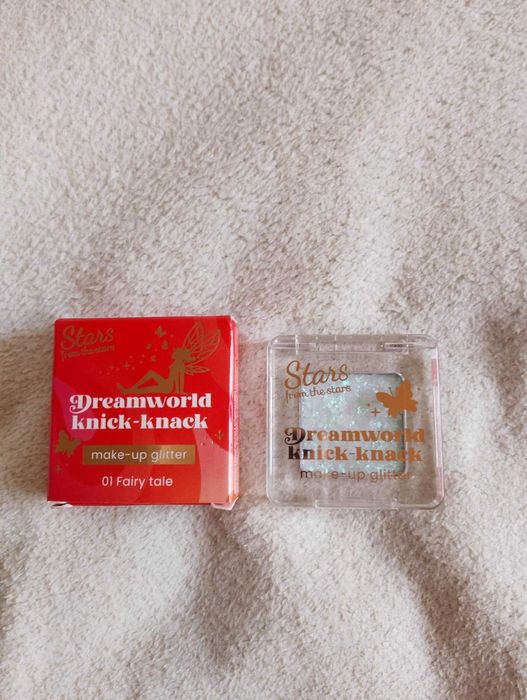 Stars
from the stars
Dreamworld
knick-knack
make-up glitter
01 Fairy tale
Stars
from the stars
Dreamworld
knick-knack
make-up glitter